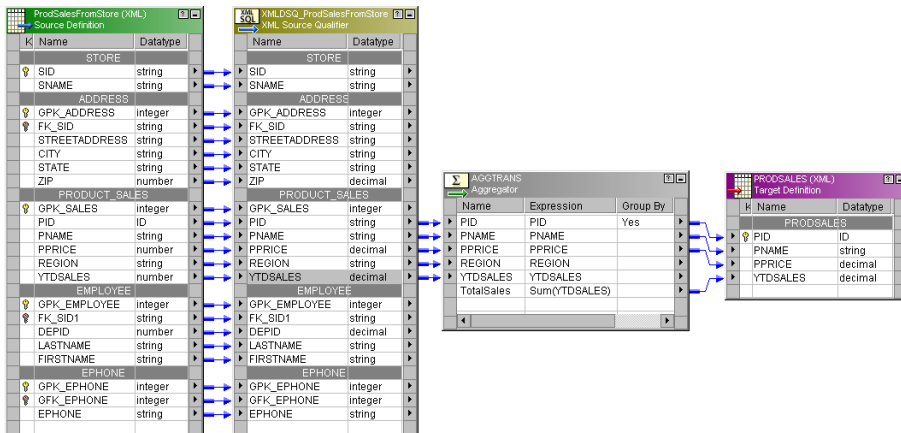 ProdSalesFromStore (XML)
Source Definition
K Name Datatype
STORE
SID string
SNAME string
ADDRESS
GPK_ADDRESS integer
FK_SID string
STREETADDRESS string
CITY string
STATE string
ZIP number
PRODUCT_SALES
GPK_SALES integer
PID ID
PNAME string
PPRICE number
REGION string
YTDSALES number
EMPLOYEE
GPK_EMPLOYEE integer
FK_SID1 string
DEPID number
LASTNAME string
FIRSTNAME string
EPHONE
GPK_EPHONE integer
GFK_EPHONE integer
EPHONE string
XML
SQL
XMLDSQ_ProdSalesFromStore
XML Source Qualifier
Name Datatype
STORE
SID string
SNAME string
ADDRESS
GPK_ADDRESS integer
FK_SID string
STREETADDRESS string
CITY string
STATE string
ZIP decimal
PRODUCT_SALES
GPK_SALES integer
PID string
PNAME string
PPRICE decimal
REGION string
YTDSALES decimal
EMPLOYEE
GPK_EMPLOYEE integer
FK_SID1 string
DEPID decimal
LASTNAME string
FIRSTNAME string
EPHONE
GPK_EPHONE integer
GFK_EPHONE integer
EPHONE string
Σ AGGTRANS
Aggregator
Name Expression Group By
PID PID Yes
PNAME PNAME
PPRICE PPRICE
REGION REGION
YTDSALES YTDSALES
TotalSales Sum(YTDSALES)
PRODSALES (XML)
Target Definition
K Name Datatype
PRODSALES
PID ID
PNAME string
PPRICE decimal
YTDSALES decimal